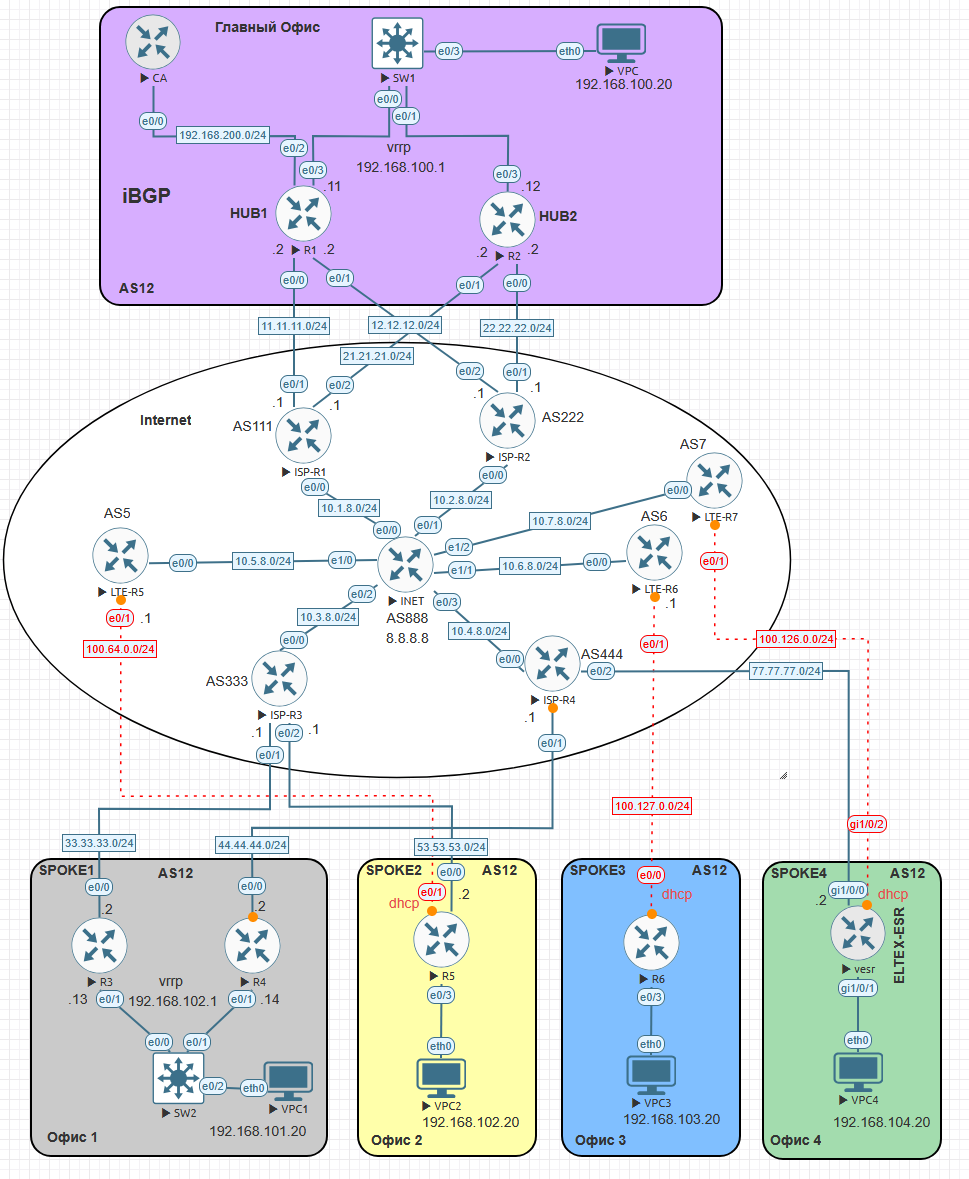 Главный Офис
CA
SW1
e0/3
eth0
VPC
192.168.100.20
e0/0
e0/0
e0/1
192.168.200.0/24
e0/2
vrrp
192.168.100.1
e0/3
e0/3
.11
.12
iBGP
HUB1
HUB2
.2
R1
.2
.2
R2
.2
e0/0
e0/1
e0/1
e0/0
AS12
11.11.11.0/24
12.12.12.0/24
22.22.22.0/24
21.21.21.0/24
e0/1
e0/2
e0/2
e0/1
.1
.1
.1
.1
Internet
AS111
AS222
ISP-R1
ISP-R2
AS7
e0/0
e0/0
e0/0
10.1.8.0/24
10.2.8.0/24
10.7.8.0/24
LTE-R7
AS5
AS6
e0/0
e0/1
e1/2
e0/1
e0/0
10.5.8.0/24
e1/0
e1/1
10.6.8.0/24
e0/0
LTE-R5
INET
LTE-R6
e0/2
e0/3
.1
e0/1
.1
10.3.8.0/24
AS888
8.8.8.8
10.4.8.0/24
100.64.0.0/24
e0/0
e0/1
100.126.0.0/24
AS333
e0/0
AS444
e0/2
77.77.77.0/24
ISP-R3
ISP-R4
.1
e0/2
.1
.1
e0/1
e0/1
100.127.0.0/24
gi1/0/2
33.33.33.0/24
44.44.44.0/24
53.53.53.0/24
SPOKE1
AS12
SPOKE2
AS12
SPOKE3
AS12
SPOKE4
AS12
e0/0
e0/0
e0/1
e0/0
e0/0
gi1/0/0
.2
.2
dhcp
.2
dhcp
.2
dhcp
ELTEX-ESR
R3
R4
R5
R6
vesr
vrrp
192.168.102.1
.13
e0/1
e0/1
.14
e0/3
e0/3
gi1/0/1
e0/0
e0/1
eth0
eth0
eth0
e0/2
eth0
SW2
VPC1
VPC2
VPC3
VPC4
192.168.101.20
192.168.102.20
192.168.103.20
192.168.104.20
Офис 1
Офис 2
Офис 3
Офис 4